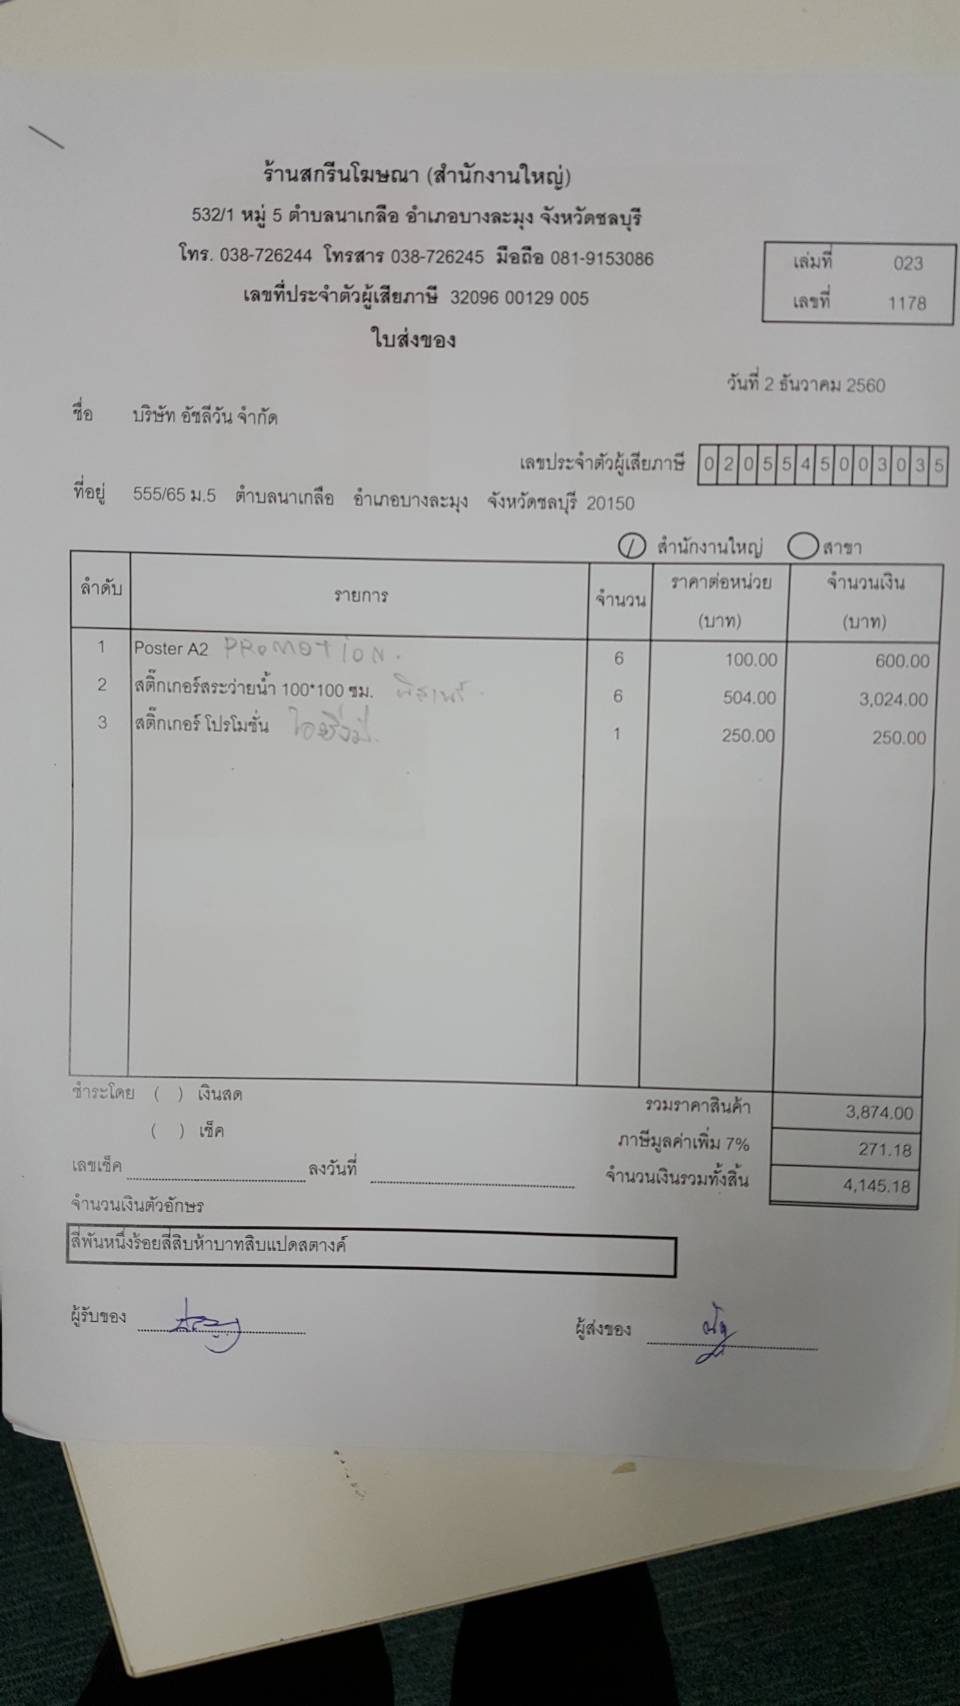 ร้านสกรีนโฆษณา (สำนักงานใหญ่)
532/1 หมู่ 5 ตำบลนาเกลือ อำเภอบางละมุง จังหวัดชลบุรี
โทร. 038-726244 โทรสาร 038-726245 มือถือ 081-9153086
เลขที่ประจำตัวผู้เสียภาษี 32096 00129 005
เล่มที่ 023
เลขที่ 1178
ใบส่งของ
วันที่ 2 ธันวาคม 2560
ชื่อ บริษัท อัซลีวัน จำกัด
เลขประจำตัวผู้เสียภาษี 0205545003035
ที่อยู่ 555/65 ม.5 ตำบลนาเกลือ อำเภอบางละมุง จังหวัดชลบุรี 20150
สำนักงานใหญ่ สาขา
ลำดับ รายการ จำนวน ราคาต่อหน่วย (บาท) จำนวนเงิน (บาท)
1 Poster A2 PROMOTION. 6 100.00 600.00
2 สติ๊กเกอร์สระว่ายน้ำ 100*100 ซม. 6 504.00 3,024.00
3 สติ๊กเกอร์ โปรโมชั่น 1 250.00 250.00
ชำระโดย ( ) เงินสด
( ) เช็ค
เลขเช็ค ลงวันที่
รวมราคาสินค้า 3,874.00
ภาษีมูลค่าเพิ่ม 7% 271.18
จำนวนเงินรวมทั้งสิ้น 4,145.18
จำนวนเงินตัวอักษร
สี่พันหนึ่งร้อยสี่สิบห้าบาทสิบแปดสตางค์
ผู้รับของ
ผู้ส่งของ